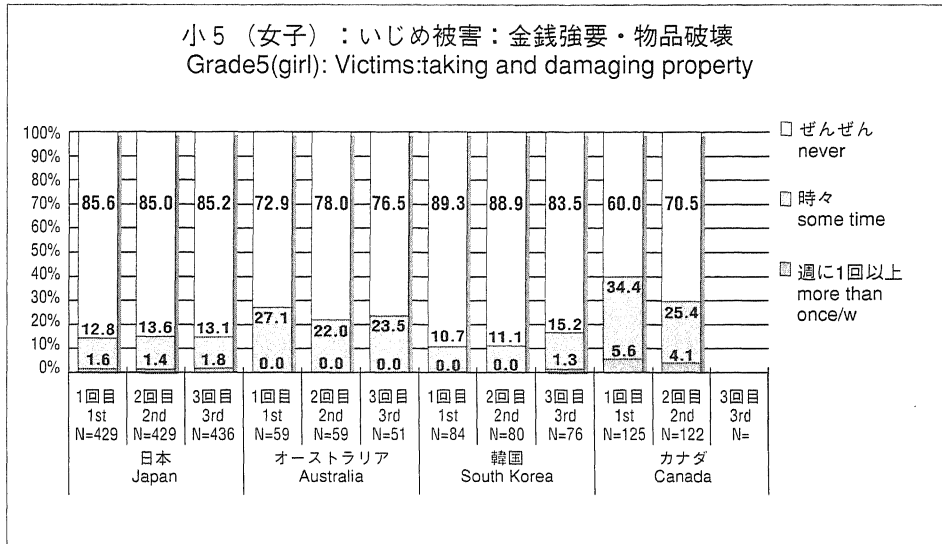 小5（女子）：いじめ被害：金銭強要・物品破壊
Grade5(girl): Victims:taking and damaging property
100%
90%
80%
70%
60%
50%
40%
30%
20%
10%
0%
85.6 85.0 85.2 72.9 78.0 76.5 89.3 88.9 83.5 60.0 70.5
12.8 13.6 13.1 27.1 22.0 23.5 10.7 11.1 15.2 34.4 25.4
1.6 1.4 1.8 0.0 0.0 0.0 0.0 0.0 1.3 5.6 4.1
ぜんぜん
never
時々
some time
週に1回以上
more than
once/w
1回目 2回目 3回目 1回目 2回目 3回目 1回目 2回目 3回目 1回目 2回目 3回目
1st 2nd 3rd 1st 2nd 3rd 1st 2nd 3rd 1st 2nd 3rd
N=429 N=429 N=436 N=59 N=59 N=51 N=84 N=80 N=76 N=125 N=122 N=
日本 オーストラリア 韓国 カナダ
Japan Australia South Korea Canada